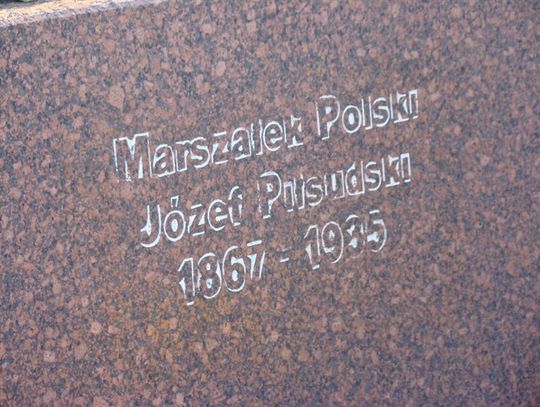 Marszałek Polski
Józef Piłsudski
1867 - 1935